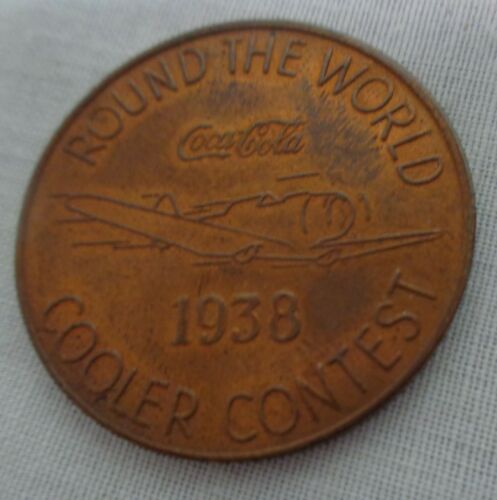 ROUND THE WORLD
Coca-Cola
1938
COOLER CONTEST